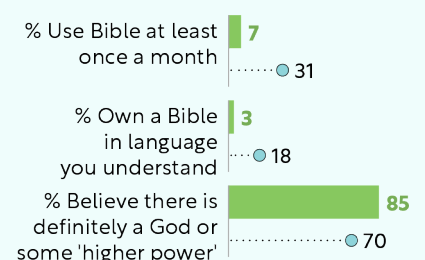 % Use Bible at least
once a month
7
31
% Own a Bible
in language
you understand
3
18
% Believe there is
definitely a God or
some 'higher power'
85
70